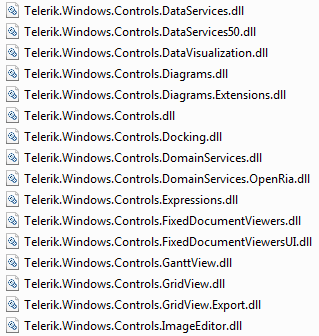 Telerik.Windows.Controls.DataServices.dll
Telerik.Windows.Controls.DataServices50.dll
Telerik.Windows.Controls.DataVisualization.dll
Telerik.Windows.Controls.Diagrams.dll
Telerik.Windows.Controls.Diagrams.Extensions.dll
Telerik.Windows.Controls.dll
Telerik.Windows.Controls.Docking.dll
Telerik.Windows.Controls.DomainServices.dll
Telerik.Windows.Controls.DomainServices.OpenRia.dll
Telerik.Windows.Controls.Expressions.dll
Telerik.Windows.Controls.FixedDocumentViewers.dll
Telerik.Windows.Controls.FixedDocumentViewersUI.dll
Telerik.Windows.Controls.GanttView.dll
Telerik.Windows.Controls.GridView.dll
Telerik.Windows.Controls.GridView.Export.dll
Telerik.Windows.Controls.ImageEditor.dll